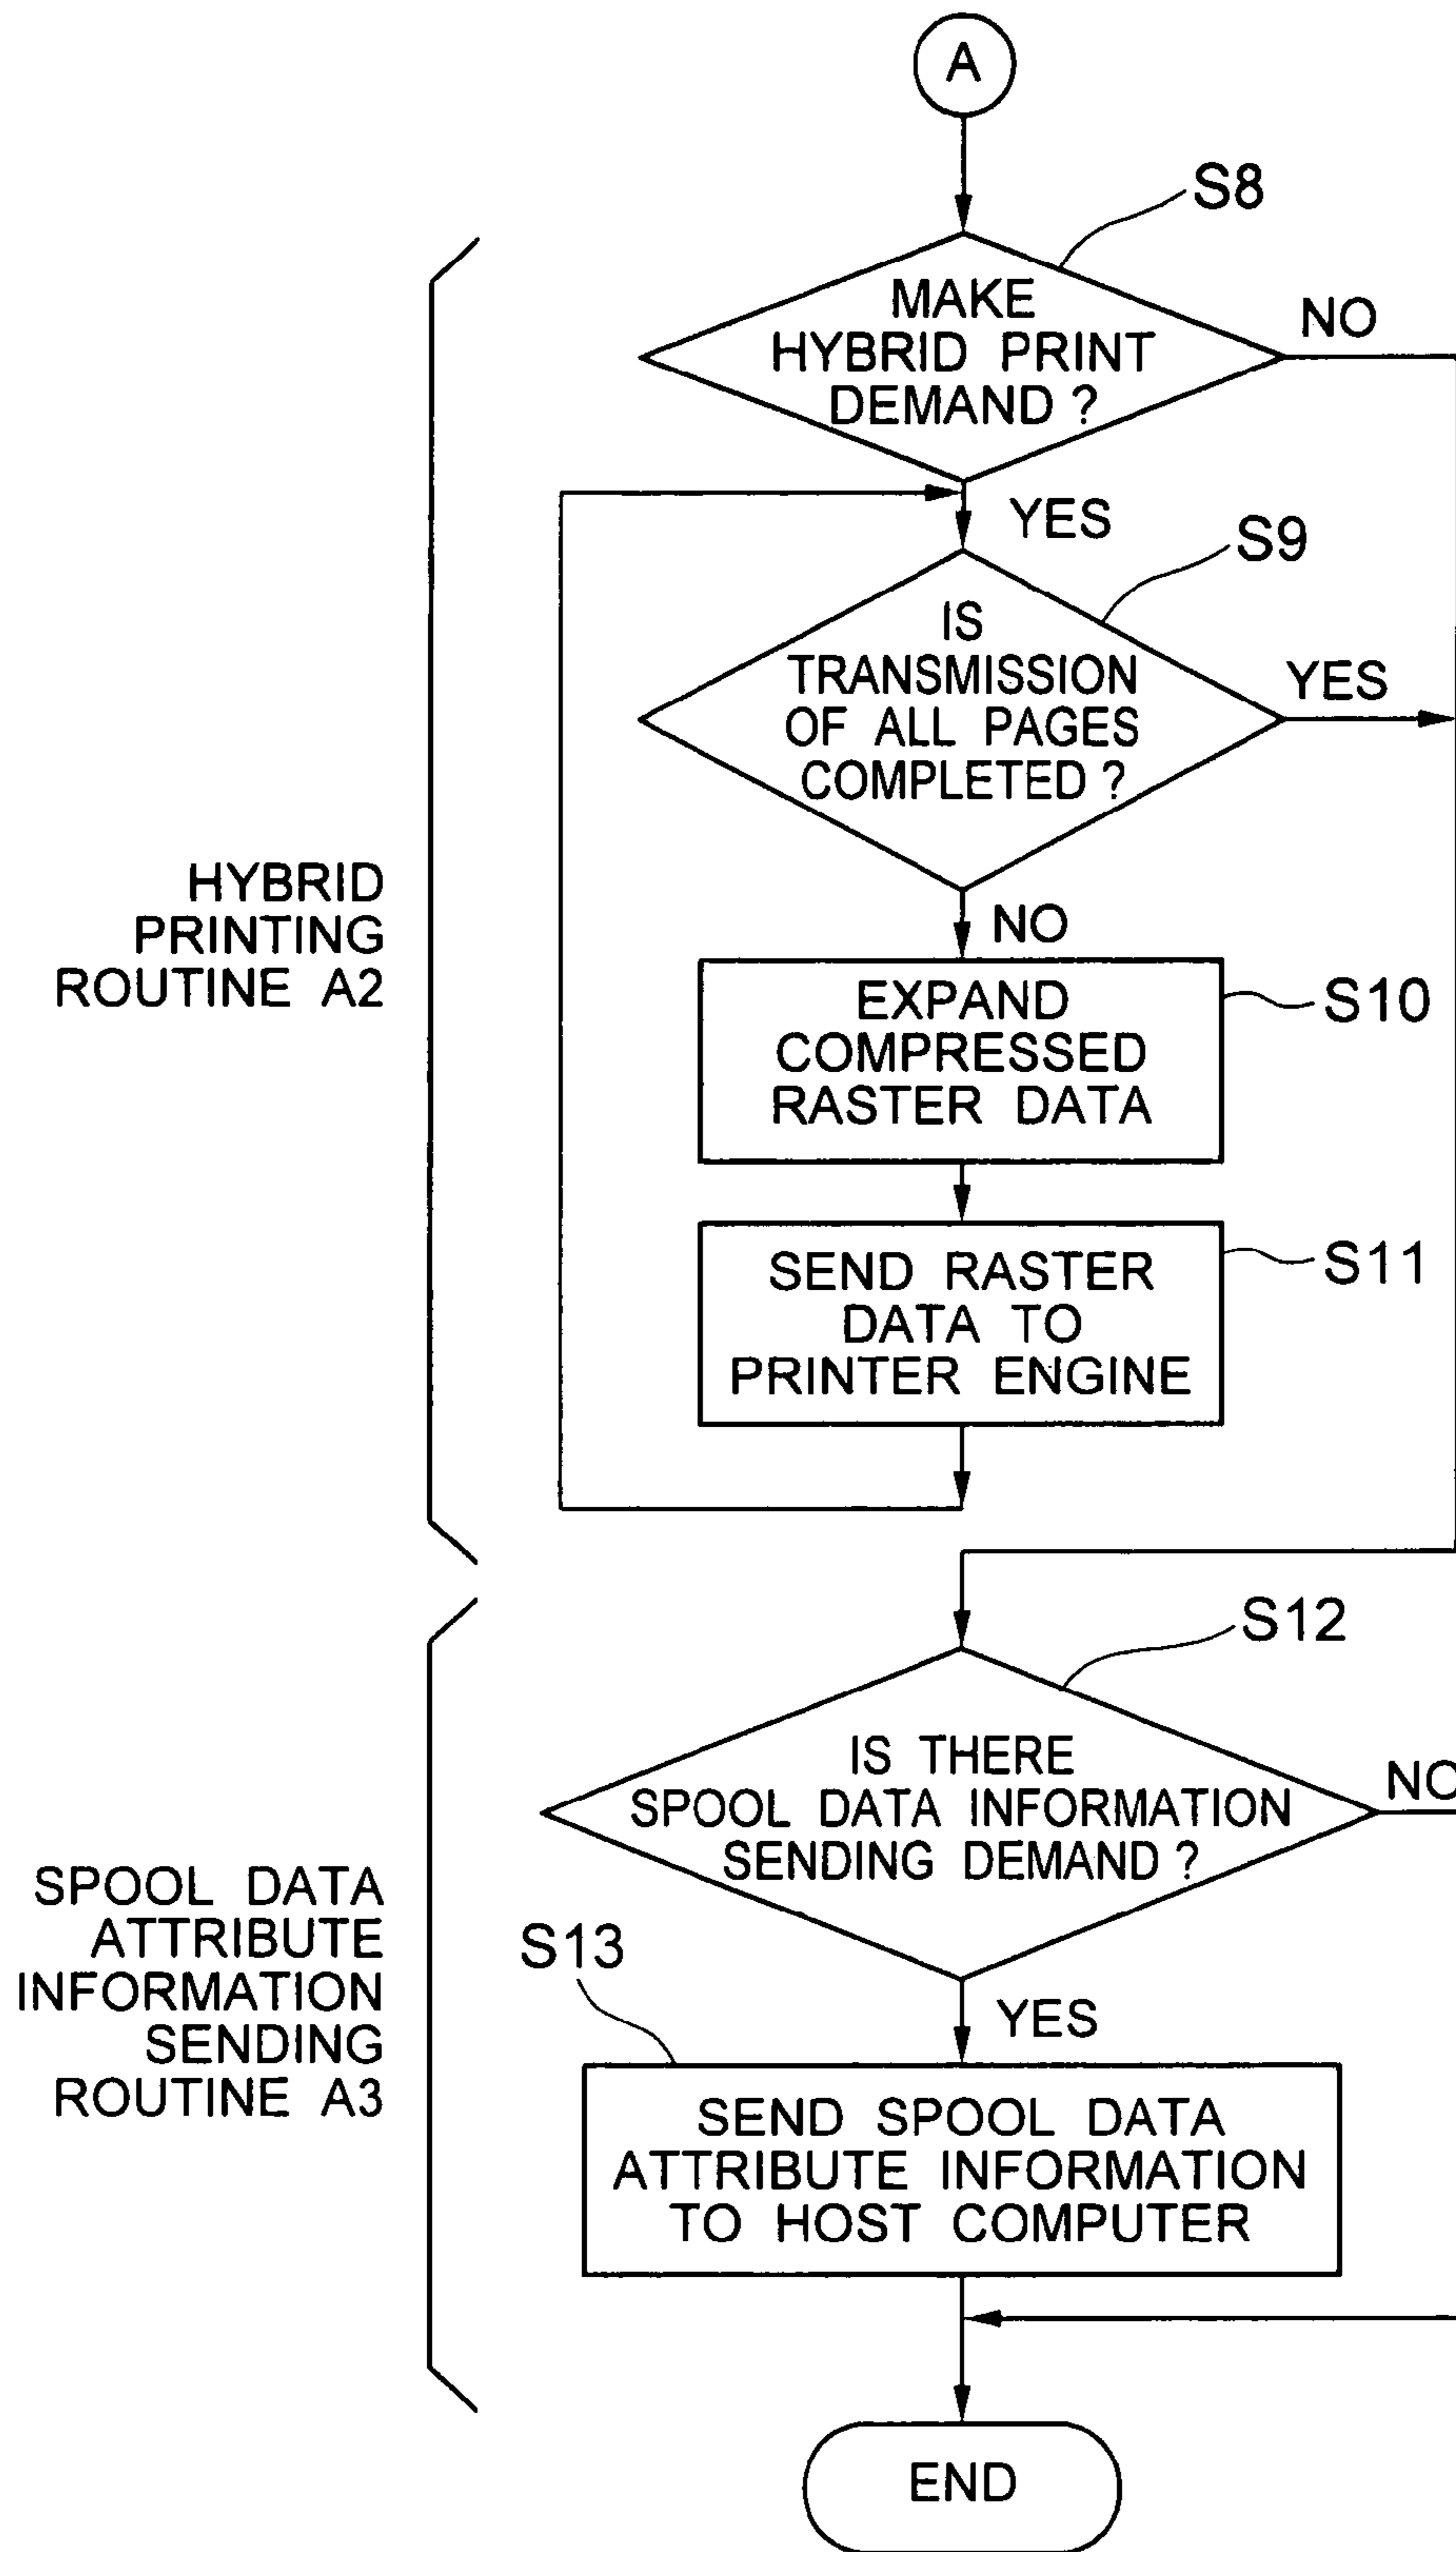 A
S8
MAKE
HYBRID PRINT
DEMAND ?
NO
YES
S9
IS
TRANSMISSION
OF ALL PAGES
COMPLETED ?
YES
NO
HYBRID
PRINTING
ROUTINE A2
EXPAND
COMPRESSED
RASTER DATA
S10
SEND RASTER
DATA TO
PRINTER ENGINE
S11
S12
IS THERE
SPOOL DATA INFORMATION
SENDING DEMAND ?
NO
SPOOL DATA
ATTRIBUTE
INFORMATION
SENDING
ROUTINE A3
S13
YES
SEND SPOOL DATA
ATTRIBUTE INFORMATION
TO HOST COMPUTER
END